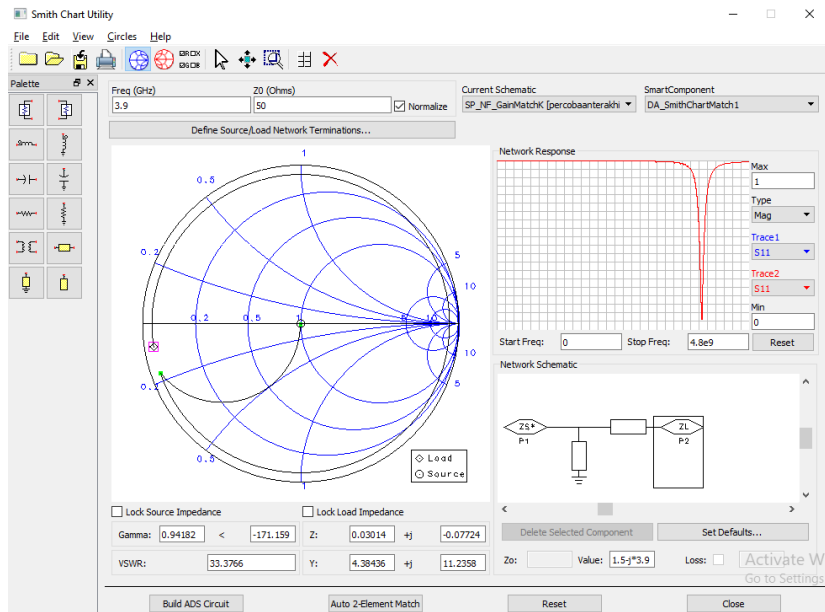 Smith Chart Utility
File Edit View Circles Help
Palette
Freq (GHz)
Z0 (Ohms)
3.9
50
Normalize
Current Schematic
SmartComponent
SP_NF_GainMatchK [percobaanterakhi
DA_SmithChartMatch1
Define Source/Load Network Terminations...
1
0.5
0.2
0.2 0.5 1
5
10
10
5
0.2
0.5
1
Load
Source
Network Response
Max
1
Type
Mag
Trace1
S11
Trace2
S11
Min
0
Start Freq: 0 Stop Freq: 4.8e9 Reset
Network Schematic
ZS*
P1
ZL
P2
Lock Source Impedance
Lock Load Impedance
Gamma: 0.94182 < -171.159 Z: 0.03014 +j -0.07724
VSWR: 33.3766 Y: 4.38436 +j 11.2358
Delete Selected Component
Set Defaults...
Zo: Value: 1.5-j*3.9 Loss:
Activate W
Go to Settings
Build ADS Circuit
Auto 2-Element Match
Reset
Close